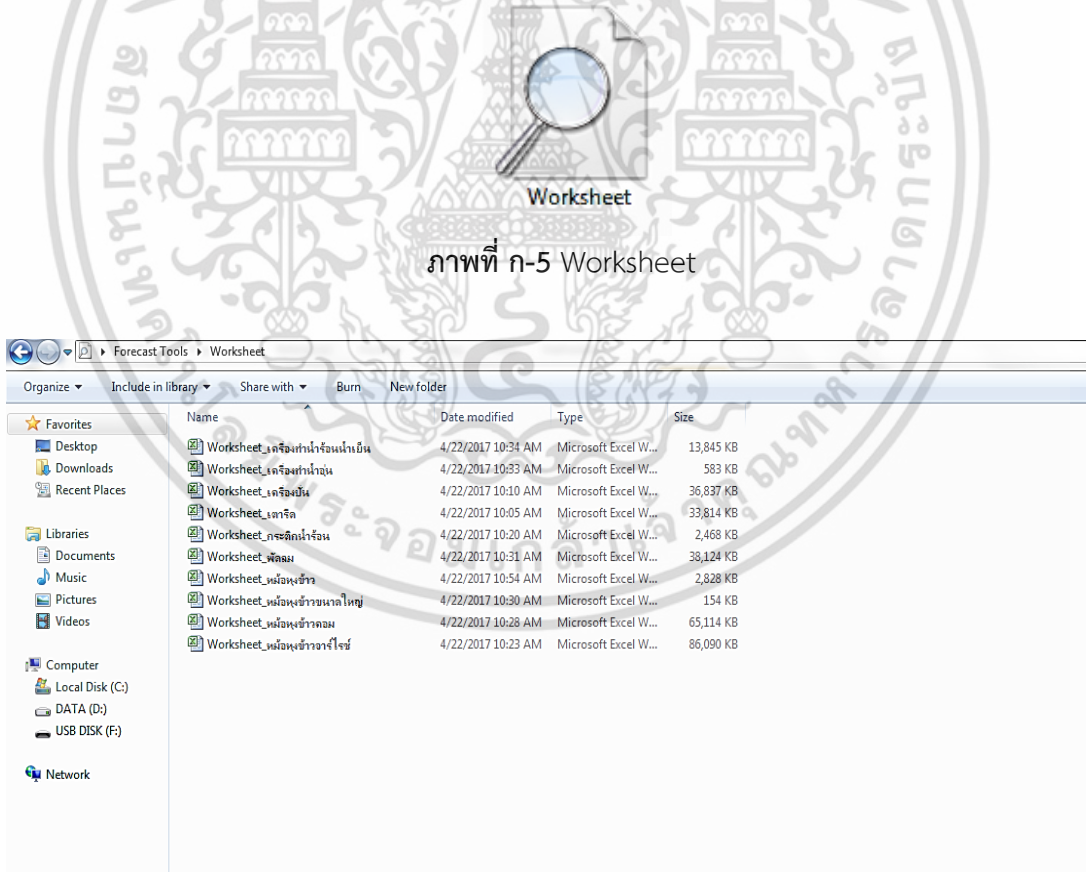 Worksheet
ภาพที่ ก-5 Worksheet
Forecast Tools Worksheet
Organize Include in library Share with Burn New folder
Name Date modified Type Size
Favorites
Desktop
Downloads
Recent Places
Libraries
Documents
Music
Pictures
Videos
Computer
Local Disk (C:)
DATA (D:)
USB DISK (F:)
Network
Worksheet_เครื่องทำน้ำร้อนน้ำเย็น 4/22/2017 10:34 AM Microsoft Excel W... 13,845 KB
Worksheet_เครื่องทำน้ำอุ่น 4/22/2017 10:33 AM Microsoft Excel W... 583 KB
Worksheet_เครื่องปั่น 4/22/2017 10:10 AM Microsoft Excel W... 36,837 KB
Worksheet_เตารีด 4/22/2017 10:05 AM Microsoft Excel W... 33,814 KB
Worksheet_กระติกน้ำร้อน 4/22/2017 10:20 AM Microsoft Excel W... 2,468 KB
Worksheet_พัดลม 4/22/2017 10:31 AM Microsoft Excel W... 38,124 KB
Worksheet_หม้อหุงข้าว 4/22/2017 10:54 AM Microsoft Excel W... 2,828 KB
Worksheet_หม้อหุงข้าวขนาดใหญ่ 4/22/2017 10:30 AM Microsoft Excel W... 154 KB
Worksheet_หม้อหุงข้าวคอม 4/22/2017 10:28 AM Microsoft Excel W... 65,114 KB
Worksheet_หม้อหุงข้าวจาร์ไรซ์ 4/22/2017 10:23 AM Microsoft Excel W... 86,090 KB